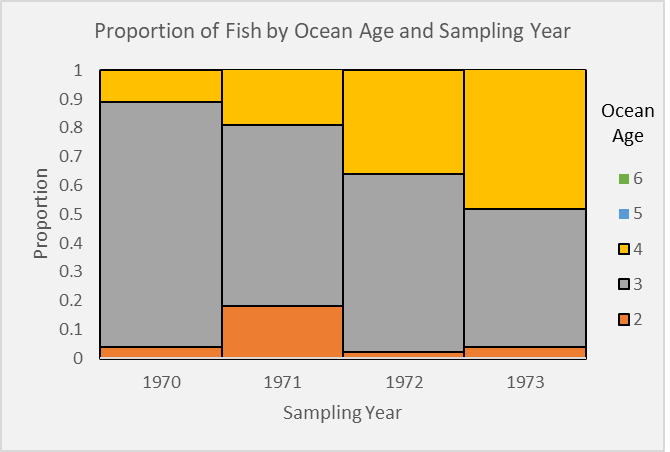 Proportion of Fish by Ocean Age and Sampling Year
1
0.9
0.8
0.7
0.6
0.5
0.4
0.3
0.2
0.1
0
Proportion
1970 1971 1972 1973
Sampling Year
Ocean
Age
6
5
4
3
2